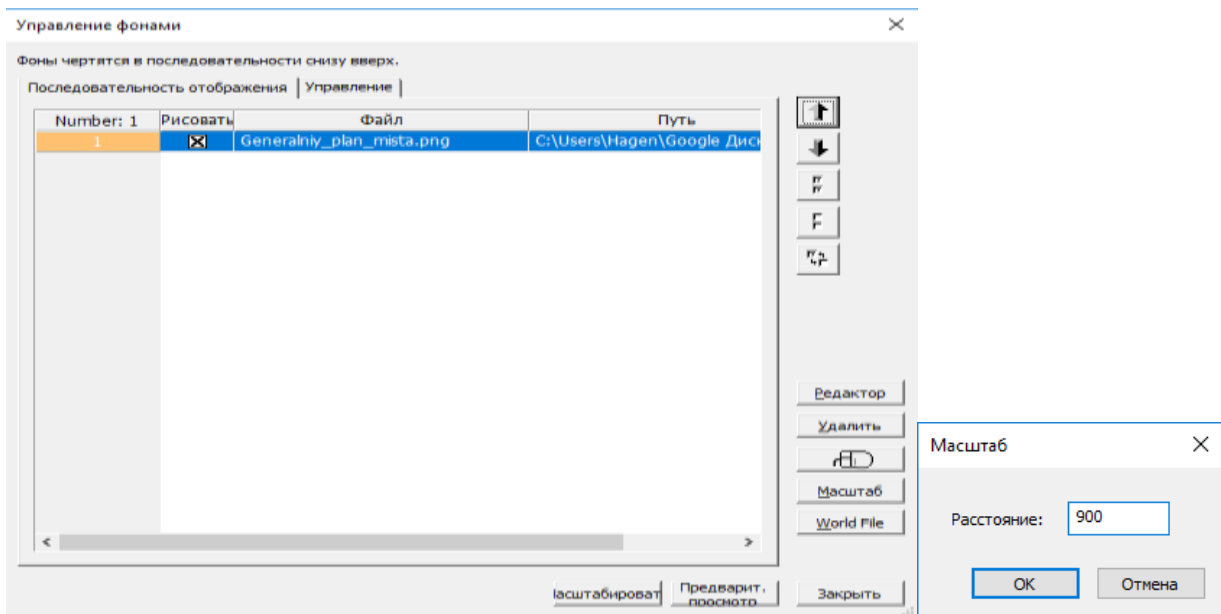 Управление фонами
Фоны чертятся в последовательности снизу вверх.
Последовательность отображения Управление
Number: 1 Рисовать Файл Путь
1 Generalniy_plan_mista.png C:\Users\Hagen\Google Диск
Редактор
Удалить
Масштаб
World File
Масштаб
Расстояние: 900
OK Отмена
асштабироват Предварит. просмотр Закрыть